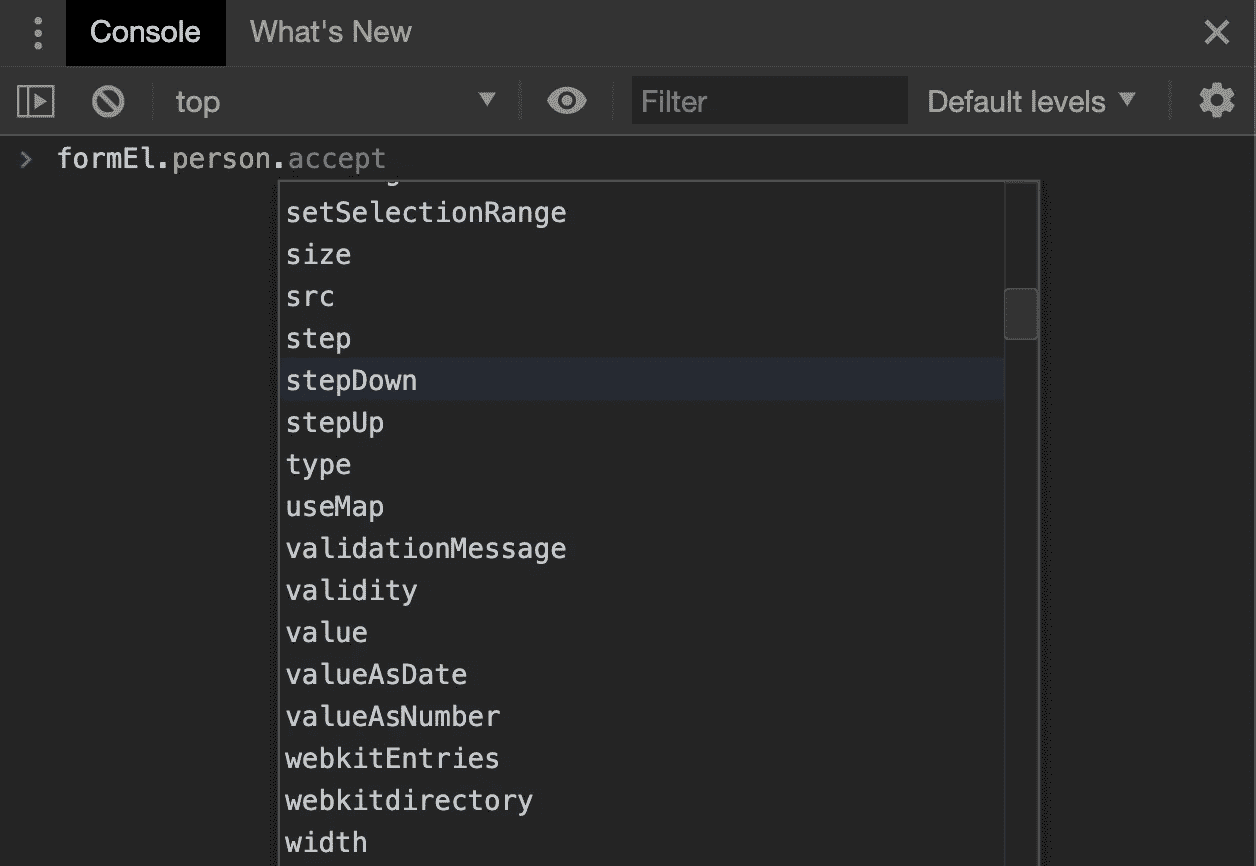 Console What's New
top Filter Default levels
formEl.person.accept
setSelectionRange
size
src
step
stepDown
stepUp
type
useMap
validationMessage
validity
value
valueAsDate
valueAsNumber
webkitEntries
webkitdirectory
width